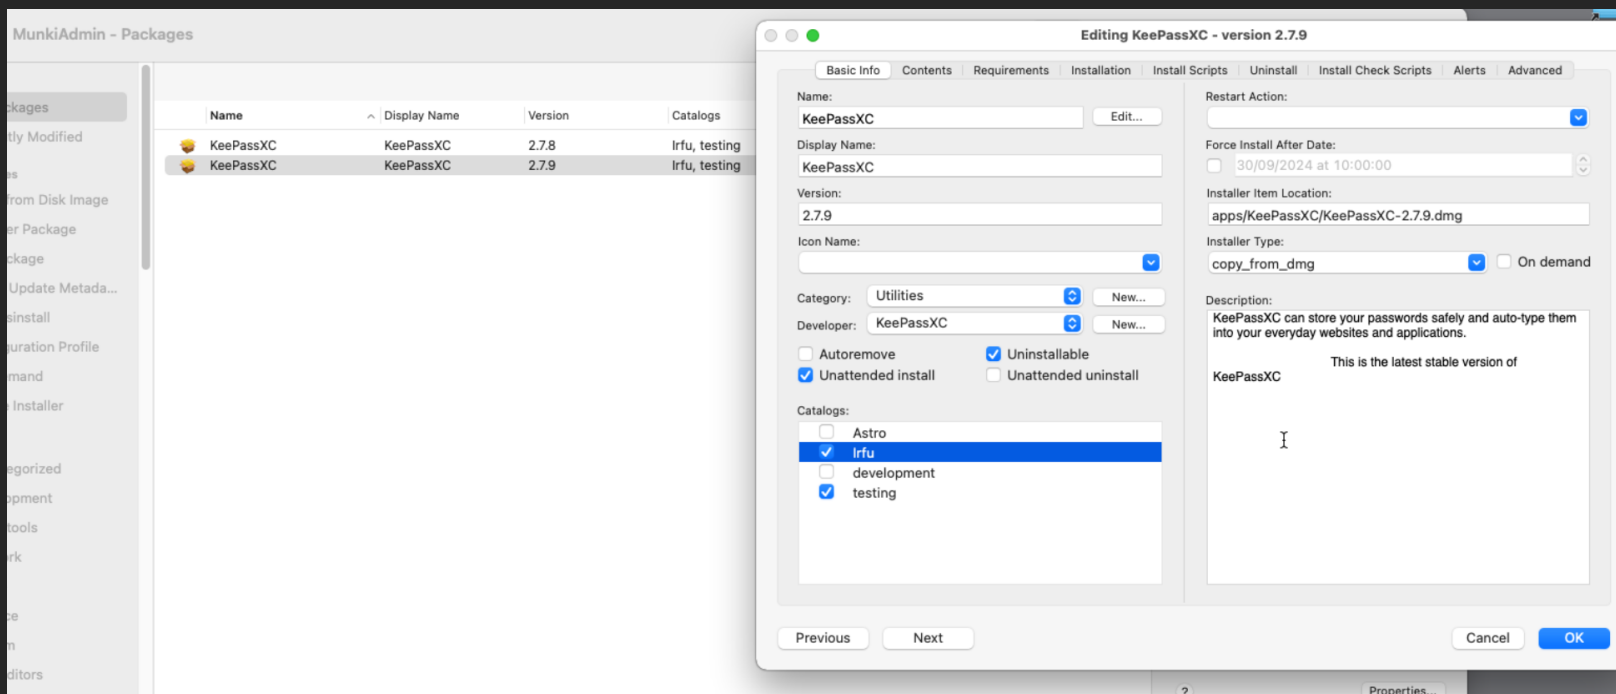 MunkiAdmin - Packages
ckages
tly Modified
es
from Disk Image
er Package
ckage
Update Metada...
sinstall
guration Profile
mand
e Installer
egorized
opment
tools
rk
ce
m
ditors
Name Display Name Version Catalogs
KeePassXC KeePassXC 2.7.8 Irfu, testing
KeePassXC KeePassXC 2.7.9 Irfu, testing
Editing KeePassXC - version 2.7.9
Basic Info Contents Requirements Installation Install Scripts Uninstall Install Check Scripts Alerts Advanced
Name:
KeePassXC Edit...
Display Name:
KeePassXC
Version:
2.7.9
Icon Name:
Category: Utilities New...
Developer: KeePassXC New...
Autoremove Uninstallable
Unattended install Unattended uninstall
Catalogs:
Astro
Irfu
development
testing
Restart Action:
Force Install After Date:
30/09/2024 at 10:00:00
Installer Item Location:
apps/KeePassXC/KeePassXC-2.7.9.dmg
Installer Type:
copy_from_dmg On demand
Description:
KeePassXC can store your passwords safely and auto-type them
into your everyday websites and applications.
This is the latest stable version of
KeePassXC
Previous Next Cancel OK
? Properties...